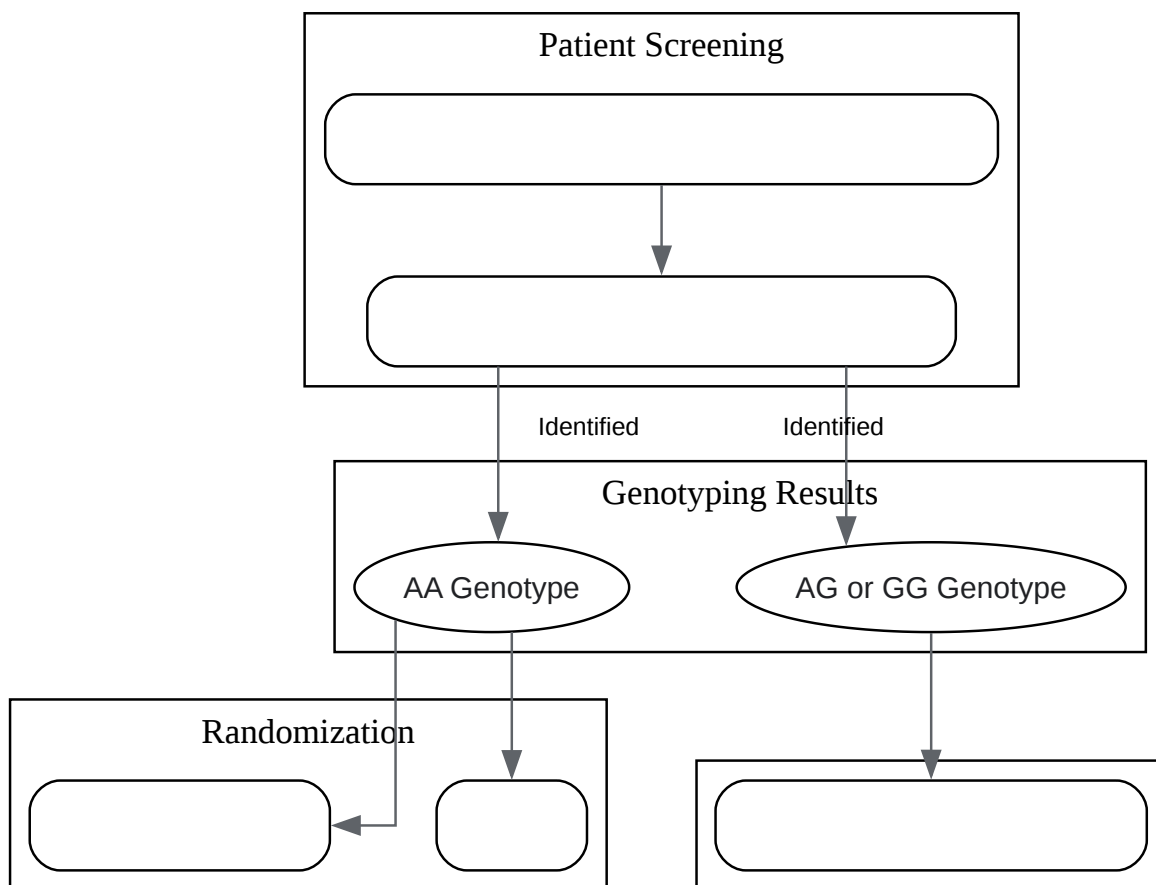 Patient Screening
Identified
Identified
Genotyping Results
AA Genotype
AG or GG Genotype
Randomization